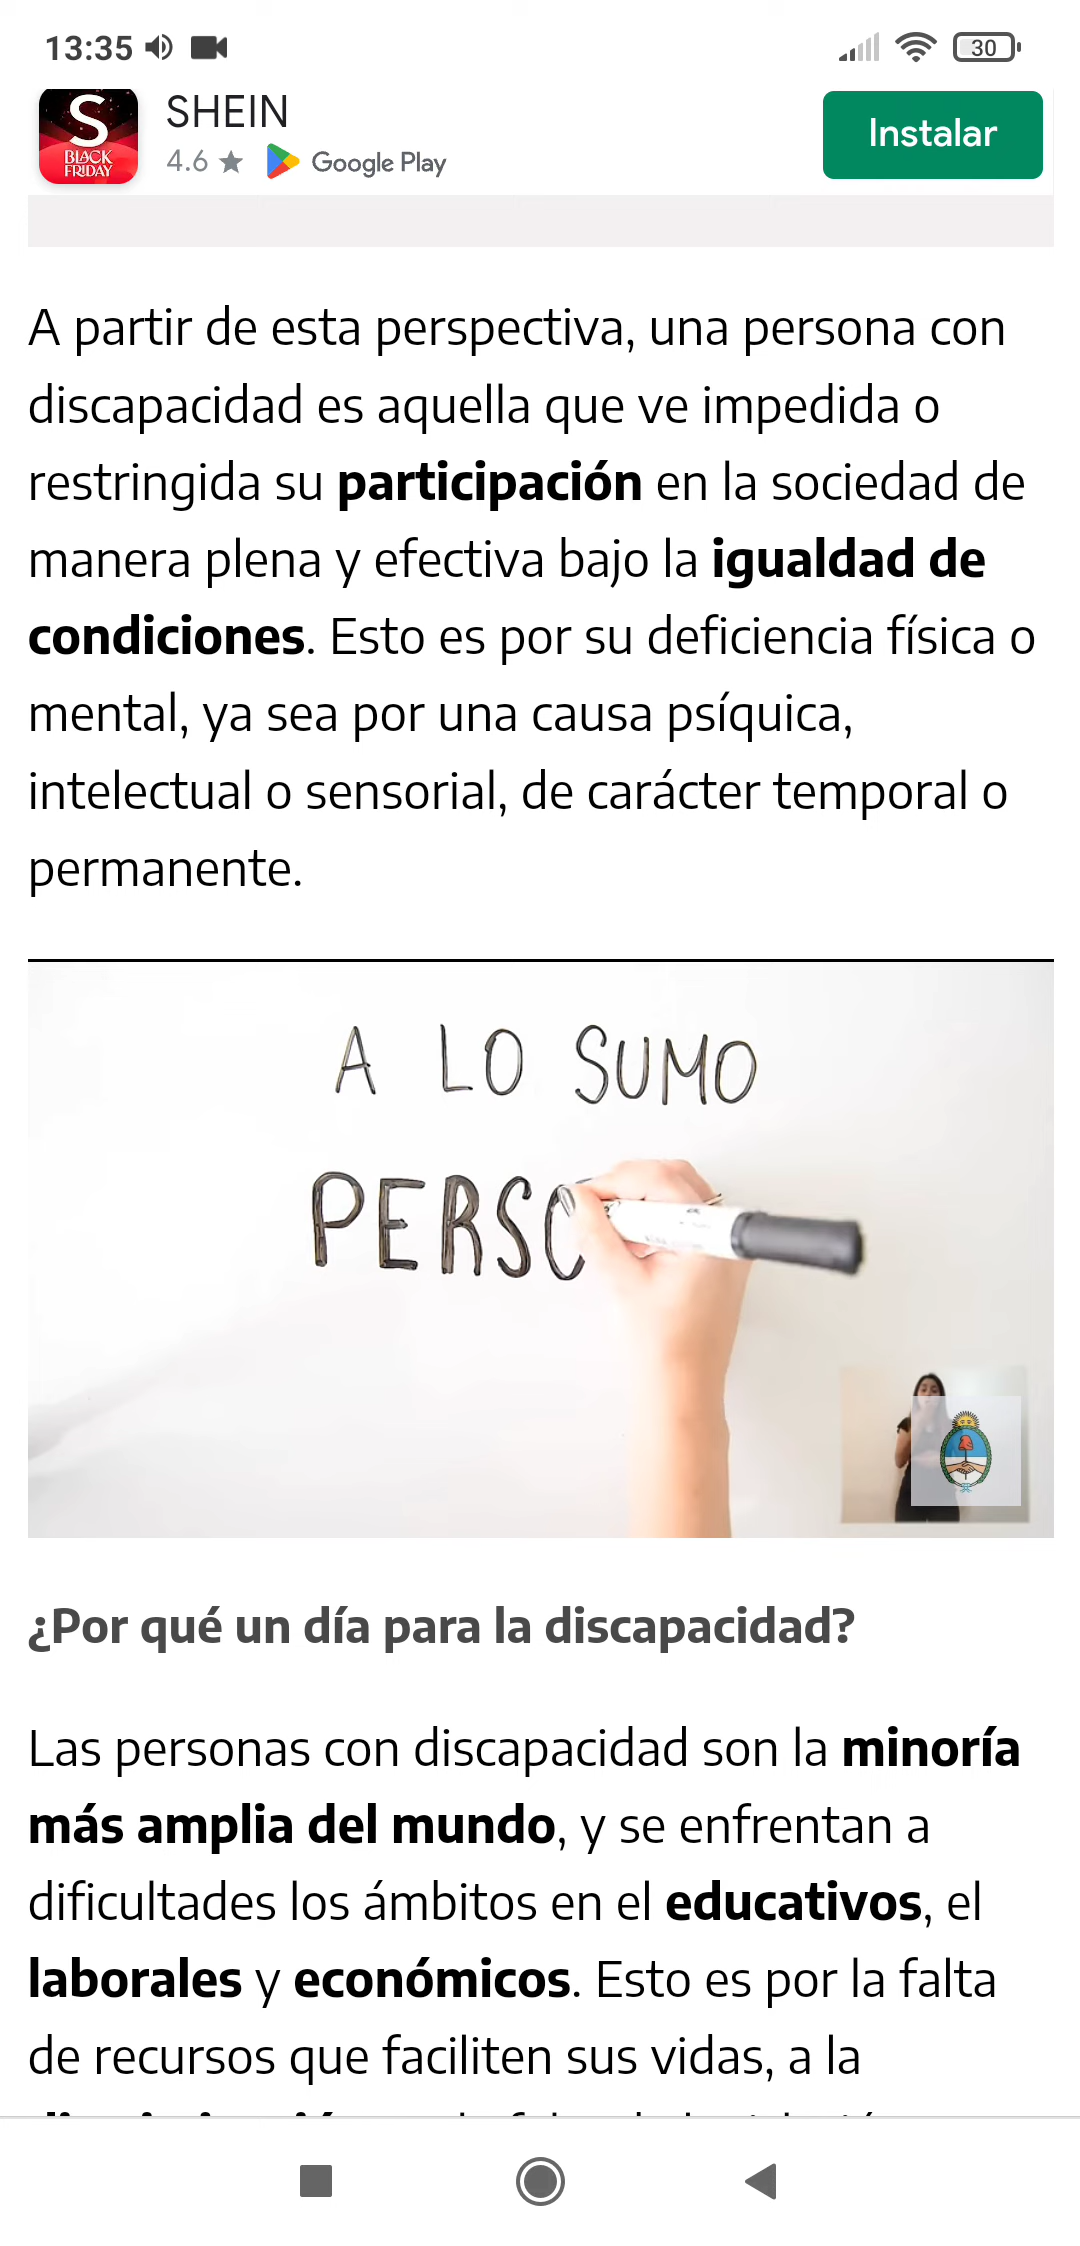 13:35
30
SHEIN
4.6 ★ Google Play
Instalar
S
BLACK
FRIDAY
A partir de esta perspectiva, una persona con
discapacidad es aquella que ve impedida o
restringida su participación en la sociedad de
manera plena y efectiva bajo la igualdad de
condiciones. Esto es por su deficiencia física o
mental, ya sea por una causa psíquica,
intelectual o sensorial, de carácter temporal o
permanente.
A LO SUMO
PERSO
¿Por qué un día para la discapacidad?
Las personas con discapacidad son la minoría
más amplia del mundo, y se enfrentan a
dificultades los ámbitos en el educativos, el
laborales y económicos. Esto es por la falta
de recursos que faciliten sus vidas, a la